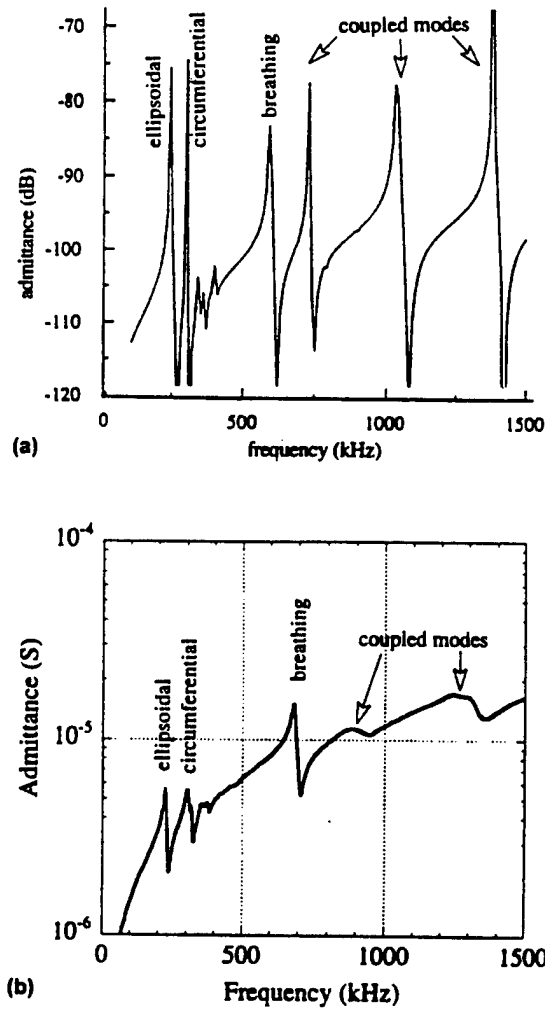 -70
-80
-90
-100
-110
-120
admittance (dB)
ellipsoidal
circumferential
breathing
coupled modes
0
500
1000
1500
frequency (kHz)
(a)
10-4
10-5
10-6
Admittance (S)
ellipsoidal
circumferential
breathing
coupled modes
0
500
1000
1500
Frequency (kHz)
(b)